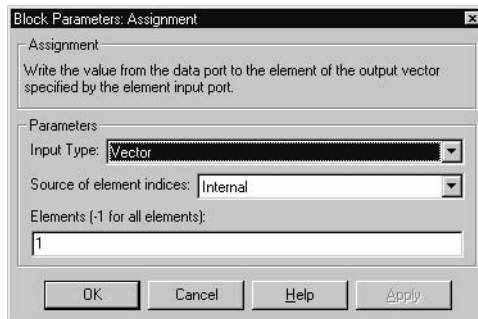 Block Parameters: Assignment
Assignment
Write the value from the data port to the element of the output vector
specified by the element input port.
Parameters
Input Type: Vector
Source of element indices: Internal
Elements (-1 for all elements):
1
OK Cancel Help Apply